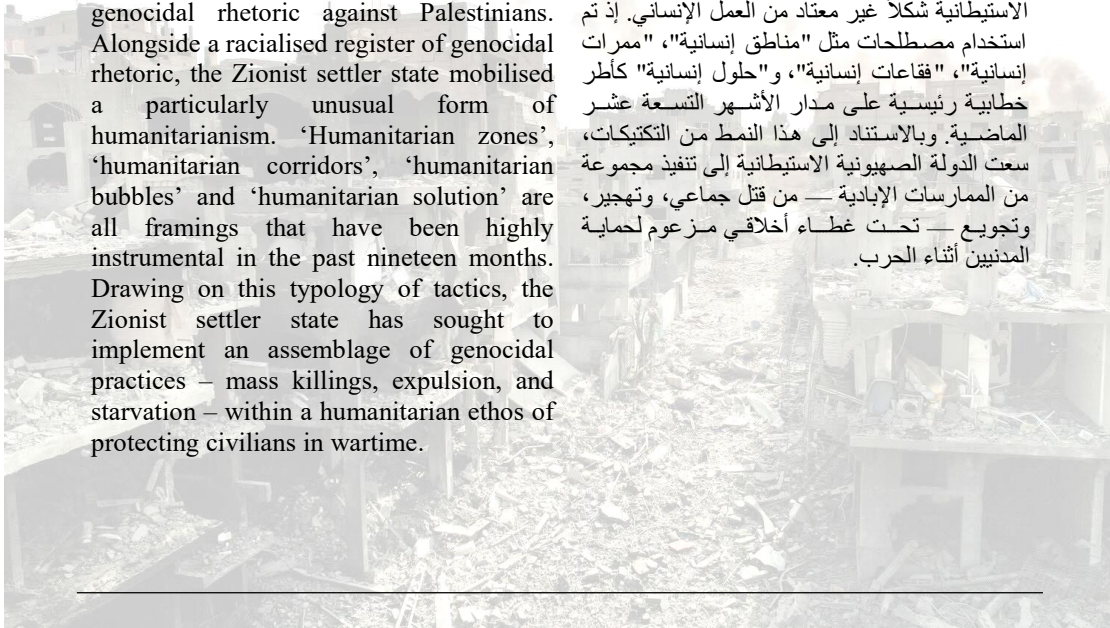 genocidal rhetoric against Palestinians.
Alongside a racialised register of genocidal
rhetoric, the Zionist settler state mobilised
a particularly unusual form of
humanitarianism. ‘Humanitarian zones’,
‘humanitarian corridors’, ‘humanitarian
bubbles’ and ‘humanitarian solution’ are
all framings that have been highly
instrumental in the past nineteen months.
Drawing on this typology of tactics, the
Zionist settler state has sought to
implement an assemblage of genocidal
practices – mass killings, expulsion, and
starvation – within a humanitarian ethos of
protecting civilians in wartime.
الاستيطانية شكلاً غير معتاد من العمل الإنساني. إذ تم
استخدام مصطلحات مثل "مناطق إنسانية"، "ممرات
إنسانية"، "فقاعات إنسانية"، و"حلول إنسانية" كأطر
خطابية رئيسية على مدار الأشهر التسعة عشر
الماضية. وبالاستناد إلى هذا النمط من التكتيكات،
سعت الدولة الصهيونية الاستيطانية إلى تنفيذ مجموعة
من الممارسات الإبادية — من قتل جماعي، وتهجير،
وتجويع — تحت غطاء أخلاقي مزعوم لحماية
المدنيين أثناء الحرب.